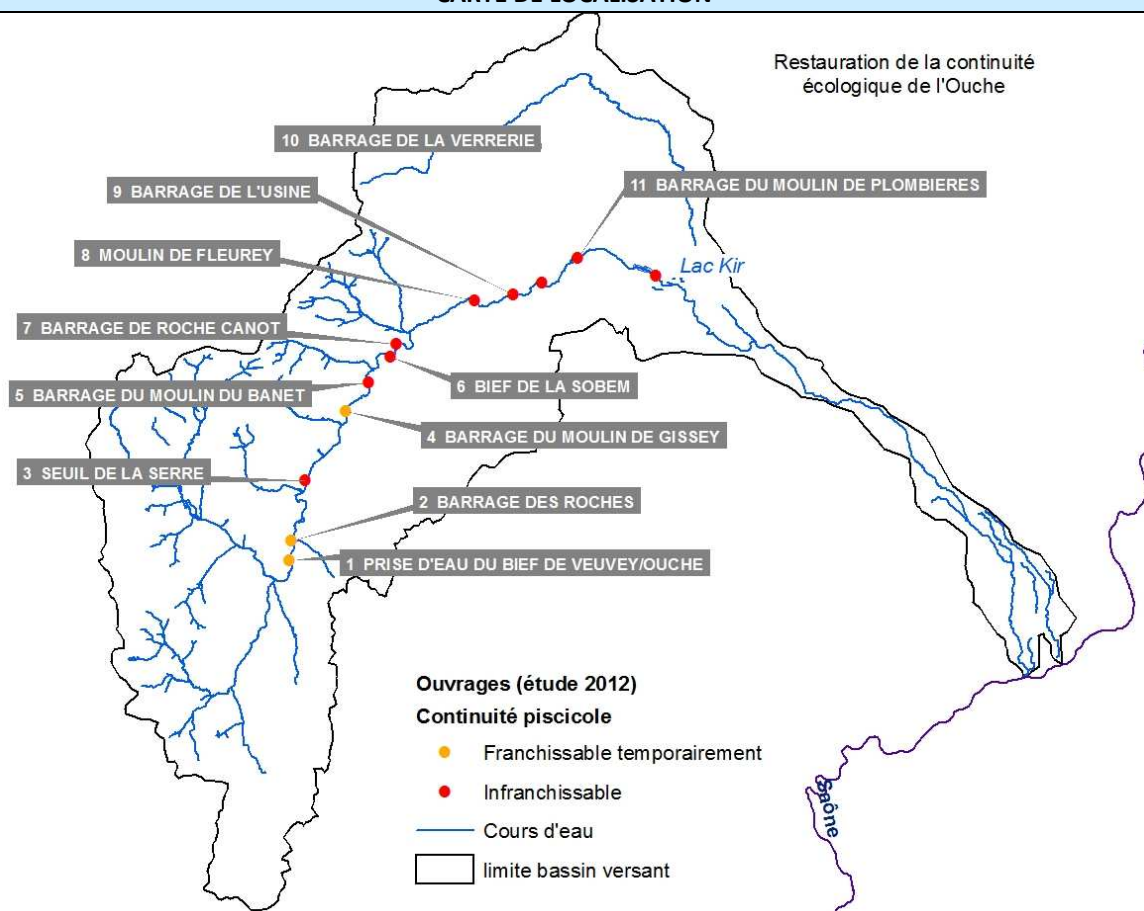 CARTE DE LOCALISATION
Restauration de la continuité
écologique de l'Ouche
10 BARRAGE DE LA VERRERIE
9 BARRAGE DE L'USINE
11 BARRAGE DU MOULIN DE PLOMBIERES
8 MOULIN DE FLEUREY
Lac Kir
7 BARRAGE DE ROCHE CANOT
6 BIEF DE LA SOBEM
5 BARRAGE DU MOULIN DU BANET
4 BARRAGE DU MOULIN DE GISSEY
3 SEUIL DE LA SERRE
2 BARRAGE DES ROCHES
1 PRISE D'EAU DU BIEF DE VEUVEY/OUCHE
Ouvrages (étude 2012)
Continuité piscicole
Franchissable temporairement
Infranchissable
Cours d'eau
limite bassin versant
Saône